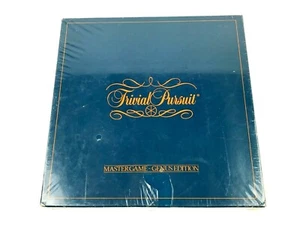 Trivial Pursuit®
MASTER GAME—GENUS EDITION